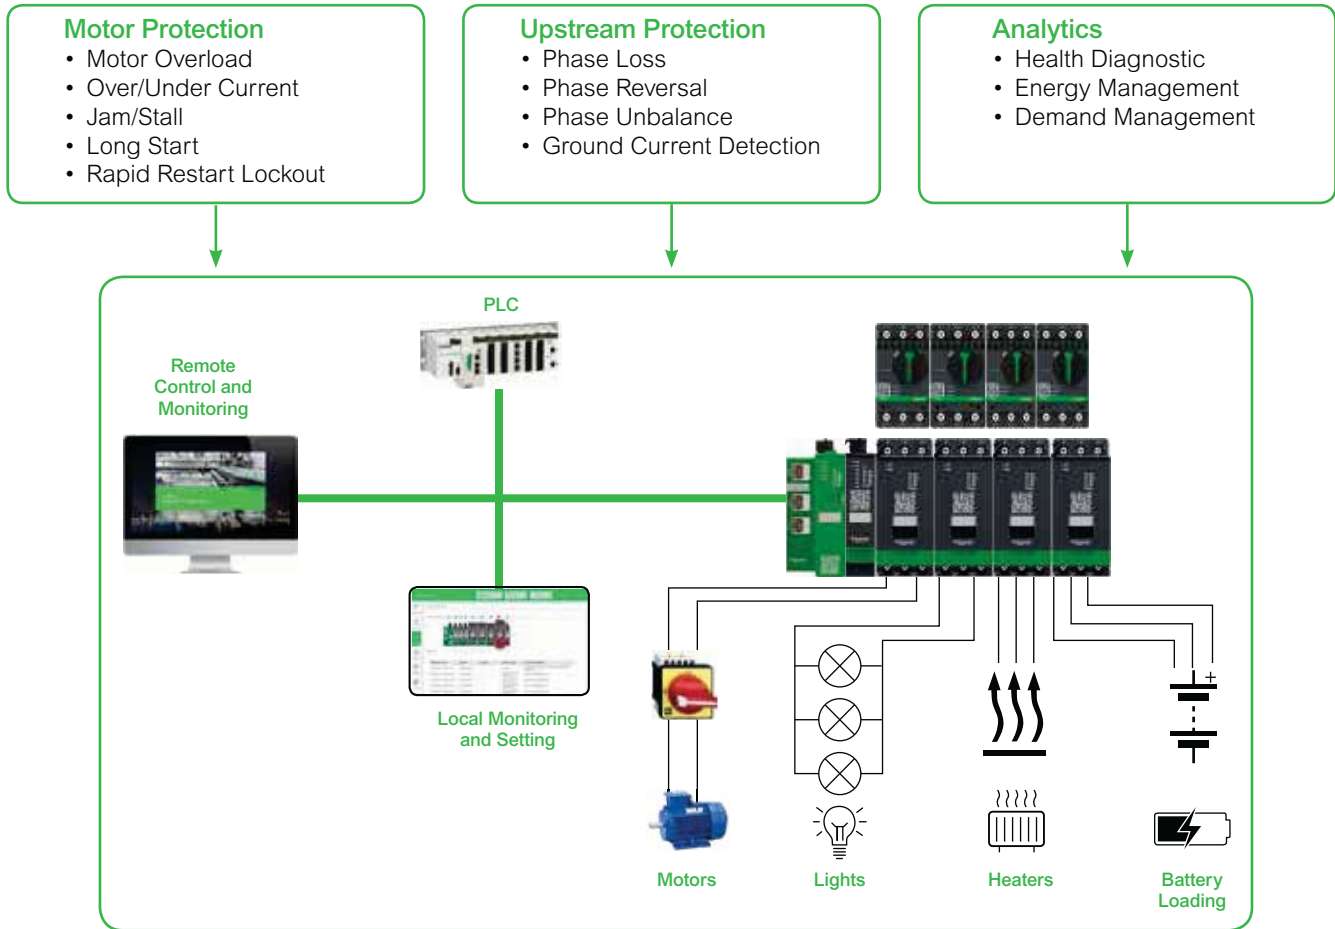 Motor Protection
• Motor Overload
• Over/Under Current
• Jam/Stall
• Long Start
• Rapid Restart Lockout
Upstream Protection
• Phase Loss
• Phase Reversal
• Phase Unbalance
• Ground Current Detection
Analytics
• Health Diagnostic
• Energy Management
• Demand Management
PLC
Remote
Control and
Monitoring
Local Monitoring
and Setting
+
Motors
Lights
Heaters
Battery
Loading